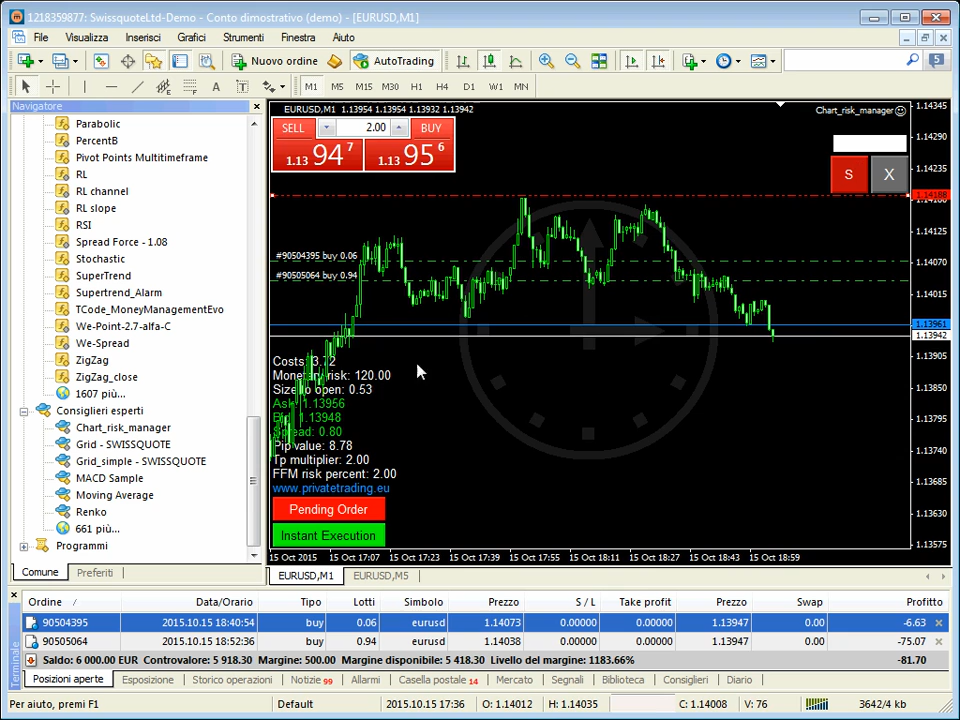 1218359877: SwissquoteLtd-Demo - Conto dimostrativo (demo) - [EURUSD,M1]
File Visualizza Inserisci Grafici Strumenti Finestra Aiuto
Nuovo ordine AutoTrading 5
A T M1 M5 M15 M30 H1 H4 D1 W1 MN
Navigatore
Parabolic
PercentB
Pivot Points Multitimeframe
RL
RL channel
RL slope
RSI
Spread Force - 1.08
Stochastic
SuperTrend
Supertrend_Alarm
TCode_MoneyManagementEvo
We-Point-2.7-alfa-C
We-Spread
ZigZag
ZigZag_close
1607 più...
Consiglieri esperti
Chart_risk_manager
Grid - SWISSQUOTE
Grid_simple - SWISSQUOTE
MACD Sample
Moving Average
Renko
661 più...
Programmi
Comune Preferiti
EURUSD,M1 1.13954 1.13954 1.13932 1.13942
Chart_risk_manager
SELL 2.00 BUY
1.13 94 7 1.13 95 6
S X
#90504395 buy 0.06
#90505064 buy 0.94
Costs: 3.72
Monetary risk: 120.00
Size to open: 0.53
Ask: 1.13956
Bid: 1.13948
Spread: 0.80
Pip value: 8.78
Tp multiplier: 2.00
FFM risk percent: 2.00
www.privatetrading.eu
Pending Order
Instant Execution
1.14345
1.14290
1.14235
1.14188
1.14125
1.14070
1.14015
1.13961
1.13942
1.13905
1.13850
1.13795
1.13740
1.13685
1.13630
1.13575
15 Oct 2015 15 Oct 17:07 15 Oct 17:23 15 Oct 17:39 15 Oct 17:55 15 Oct 18:11 15 Oct 18:27 15 Oct 18:43 15 Oct 18:59
EURUSD,M1 EURUSD,M5
Ordine / Data/Orario Tipo Lotti Simbolo Prezzo S / L Take profit Prezzo Swap Profitto
90504395 2015.10.15 18:40:54 buy 0.06 eurusd 1.14073 0.00000 0.00000 1.13947 0.00 -6.63
90505064 2015.10.15 18:52:36 buy 0.94 eurusd 1.14038 0.00000 0.00000 1.13947 0.00 -75.07
Saldo: 6 000.00 EUR Controvalore: 5 918.30 Margine: 500.00 Margine disponibile: 5 418.30 Livello del margine: 1183.66% -81.70
Terminale
Posizioni aperte Esposizione Storico operazioni Notizie 99 Allarmi Casella postale 14 Mercato Segnali Biblioteca Consiglieri Diario
Per aiuto, premi F1 Default 2015.10.15 17:36 O: 1.14012 H: 1.14035 C: 1.14008 V: 76 3642/4 kb